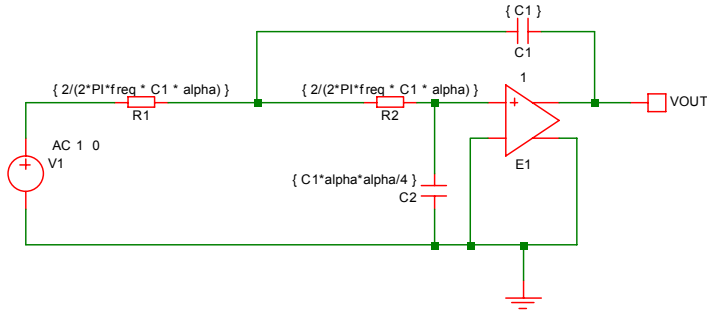 { C1 }
C1
{ 2/(2*PI*freq * C1 * alpha) }
R1
{ 2/(2*PI*freq * C1 * alpha) }
R2
1
E1
VOUT
AC 1 0
V1
{ C1*alpha*alpha/4 }
C2